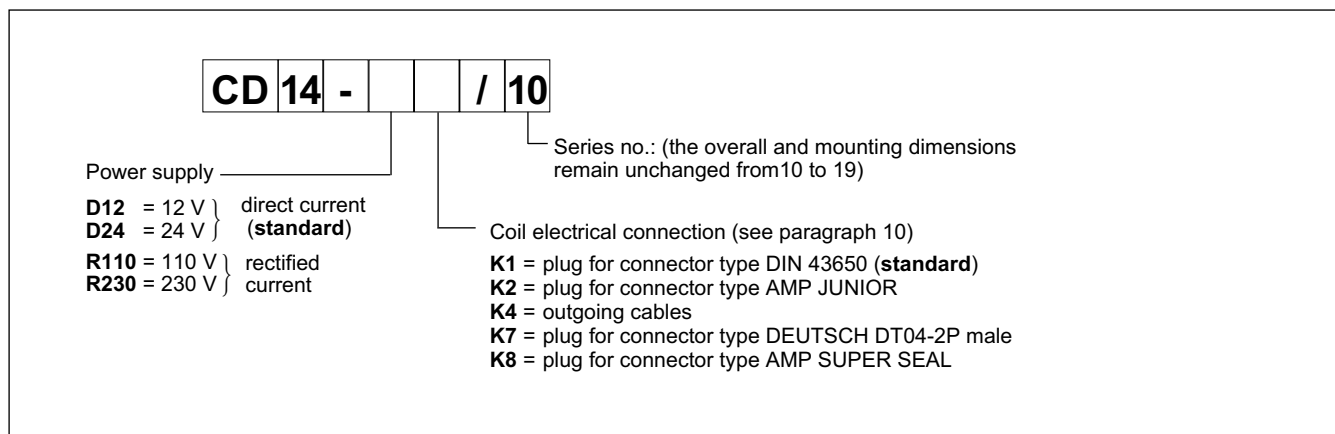 CD 14 - / 10
Series no.: (the overall and mounting dimensions
remain unchanged from10 to 19)
Power supply
D12 = 12 V
D24 = 24 V
direct current
(standard)
R110 = 110 V
R230 = 230 V
rectified
current
Coil electrical connection (see paragraph 10)
K1 = plug for connector type DIN 43650 (standard)
K2 = plug for connector type AMP JUNIOR
K4 = outgoing cables
K7 = plug for connector type DEUTSCH DT04-2P male
K8 = plug for connector type AMP SUPER SEAL